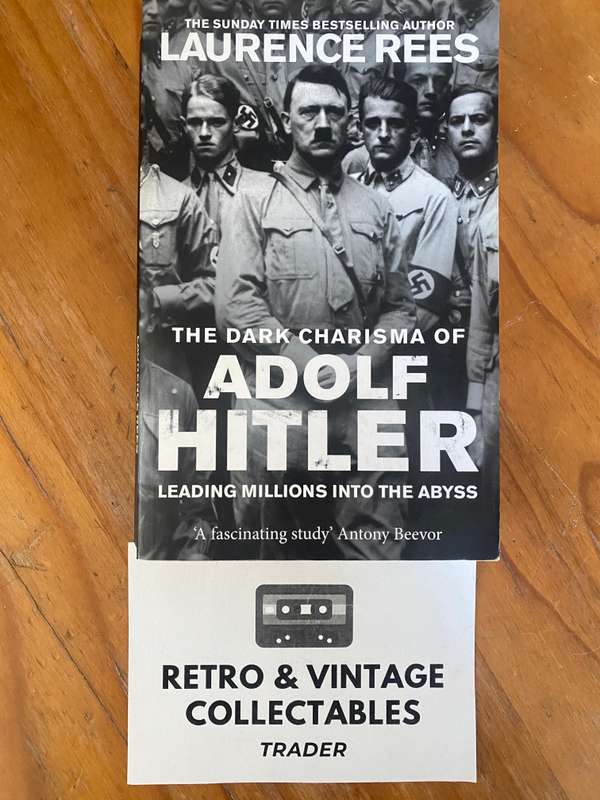 THE SUNDAY TIMES BESTSELLING AUTHOR
LAURENCE REES
THE DARK CHARISMA OF
ADOLF
HITLER
LEADING MILLIONS INTO THE ABYSS
‘A fascinating study’ Antony Beevor
RETRO & VINTAGE
COLLECTABLES
TRADER